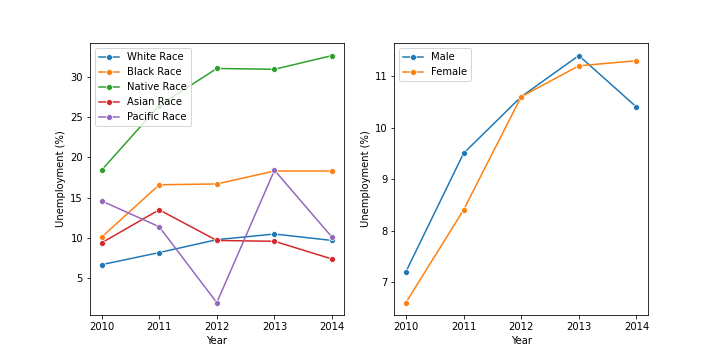 White Race
Black Race
Native Race
Asian Race
Pacific Race
30
25
20
15
10
5
Unemployment (%)
2010 2011 2012 2013 2014
Year
Male
Female
11
10
9
8
7
Unemployment (%)
2010 2011 2012 2013 2014
Year